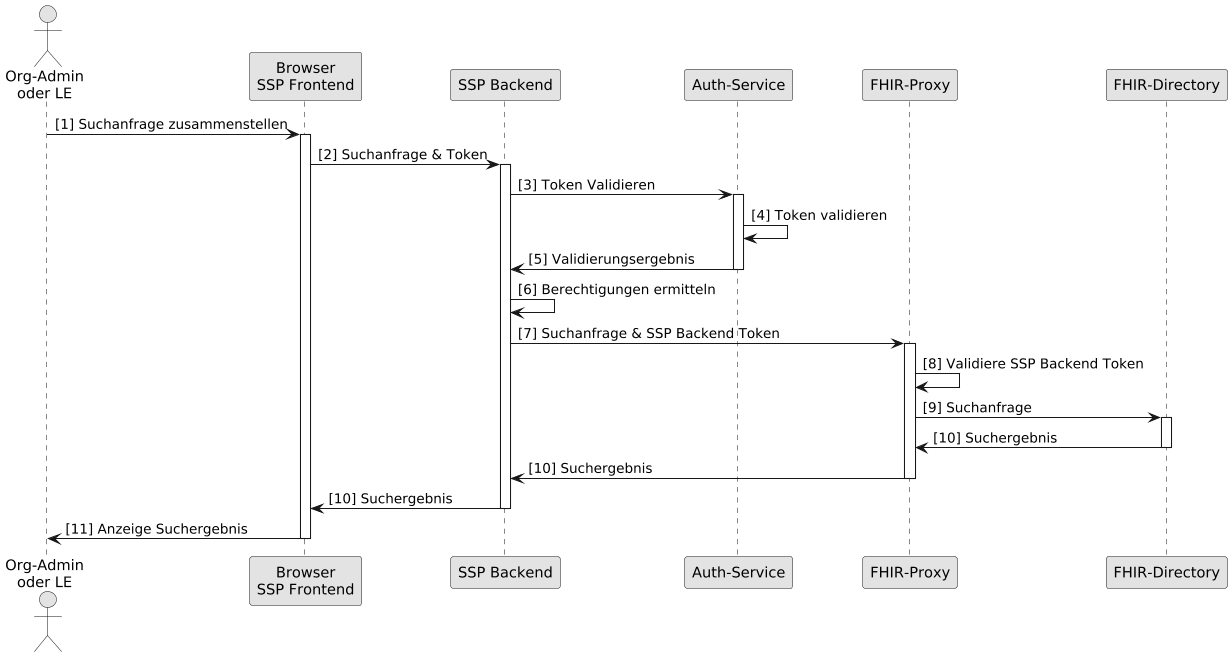 Org-Admin
oder LE
Browser
SSP Frontend
SSP Backend
Auth-Service
FHIR-Proxy
FHIR-Directory
[1] Suchanfrage zusammenstellen
[2] Suchanfrage & Token
[3] Token Validieren
[4] Token validieren
[5] Validierungsergebnis
[6] Berechtigungen ermitteln
[7] Suchanfrage & SSP Backend Token
[8] Validiere SSP Backend Token
[9] Suchanfrage
[10] Suchergebnis
[10] Suchergebnis
[10] Suchergebnis
[11] Anzeige Suchergebnis
Org-Admin
oder LE
Browser
SSP Frontend
SSP Backend
Auth-Service
FHIR-Proxy
FHIR-Directory